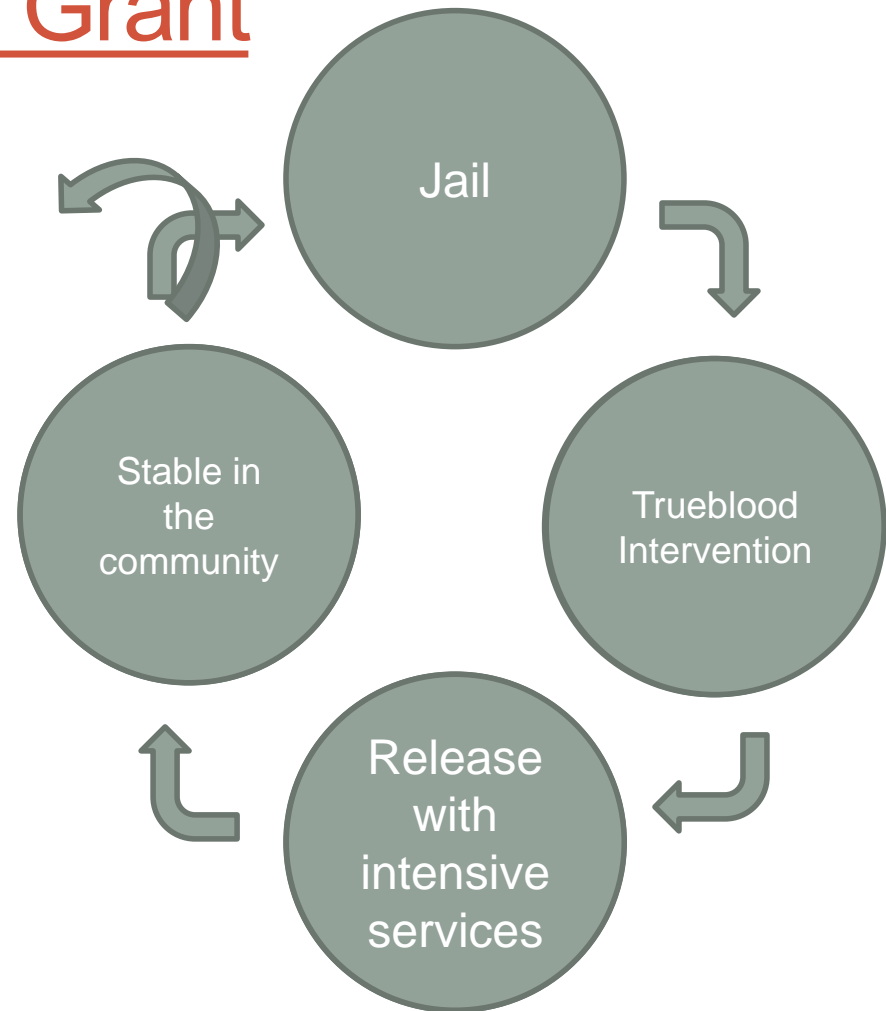 Grant
Jail
Stable in
the
community
Trueblood
Intervention
Release
with
intensive
services